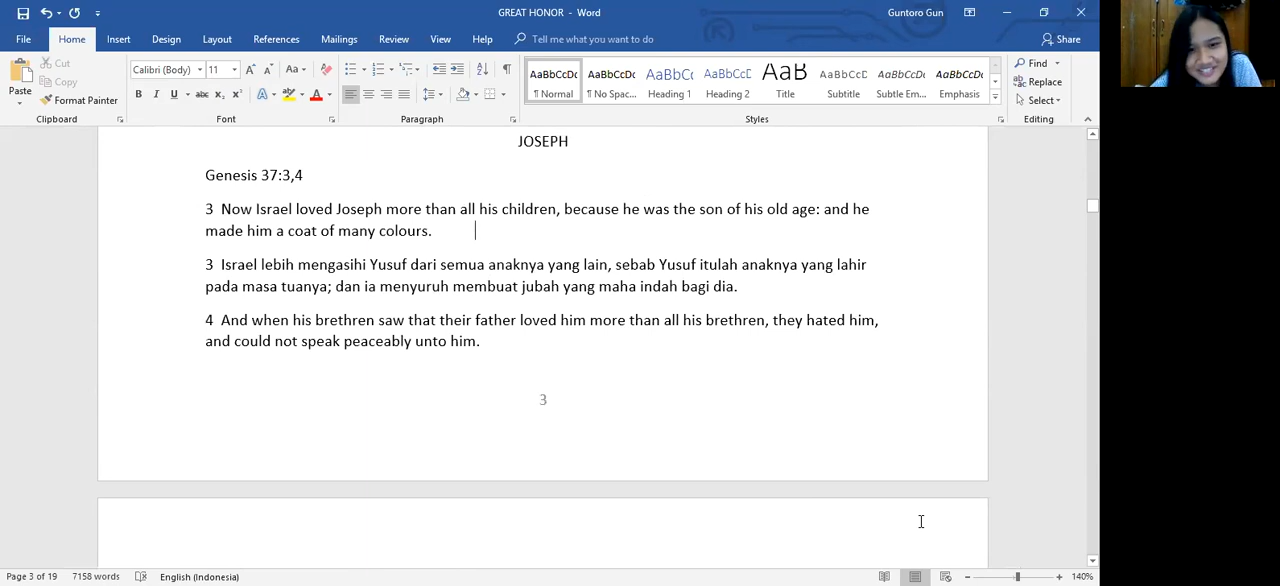 GREAT HONOR - Word
Guntoro Gun
File Home Insert Design Layout References Mailings Review View Help Tell me what you want to do Share
Paste
Cut
Copy
Format Painter
Clipboard
Calibri (Body) 11
Font
Paragraph
AaBbCcDc ¶ Normal
AaBbCcDc ¶ No Spac...
AaBbCc Heading 1
AaBbCcD Heading 2
AaB Title
AaBbCcD Subtitle
AaBbCcDc Subtle Em...
AaBbCcDc Emphasis
Styles
Find
Replace
Select
Editing
JOSEPH
Genesis 37:3,4
3 Now Israel loved Joseph more than all his children, because he was the son of his old age: and he
made him a coat of many colours.
3 Israel lebih mengasihi Yusuf dari semua anaknya yang lain, sebab Yusuf itulah anaknya yang lahir
pada masa tuanya; dan ia menyuruh membuat jubah yang maha indah bagi dia.
4 And when his brethren saw that their father loved him more than all his brethren, they hated him,
and could not speak peaceably unto him.
3
Page 3 of 19 7158 words English (Indonesia) 140%